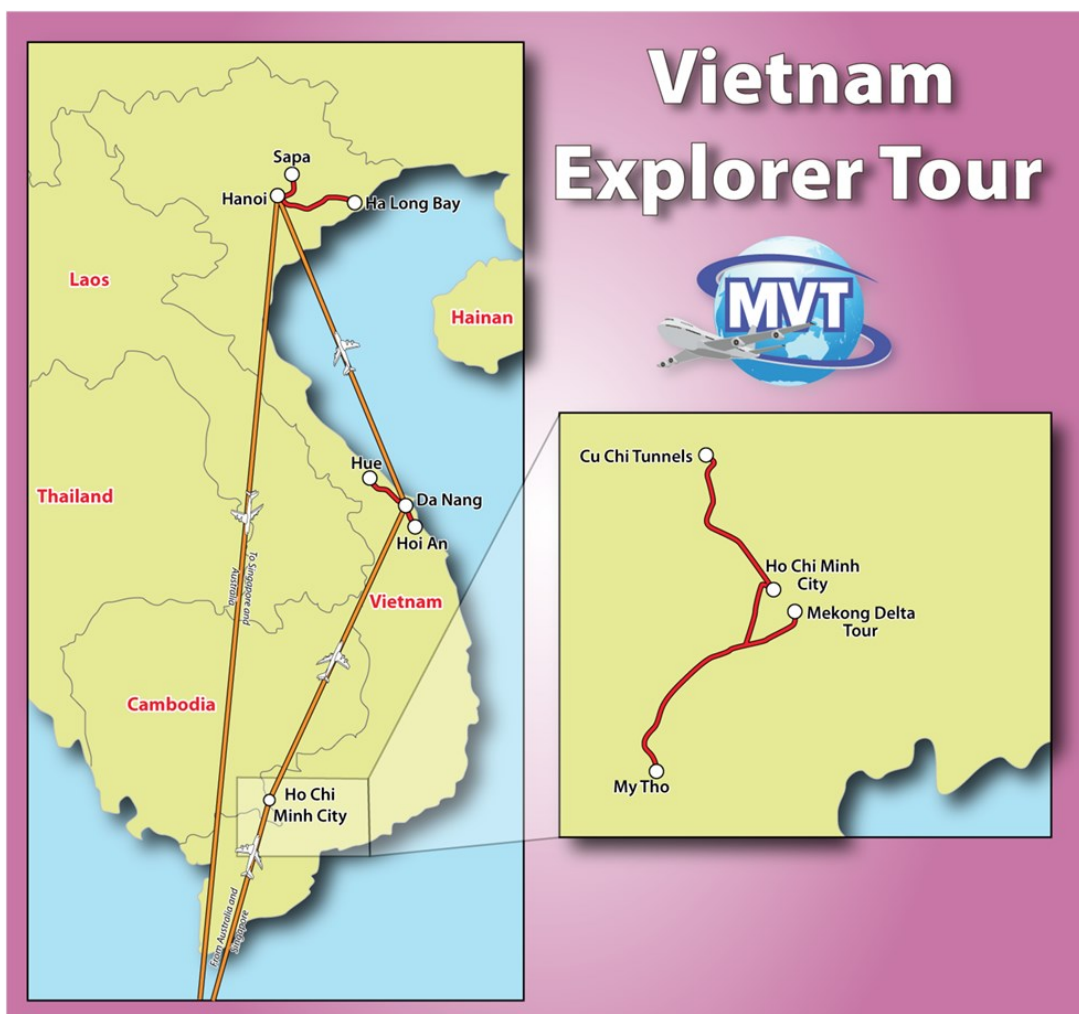 Vietnam
Explorer Tour
MVT
Sapa
Hanoi
Ha Long Bay
Laos
Hainan
Hue
Da Nang
Hoi An
Thailand
Vietnam
To Singapore and
Australia
Cambodia
Ho Chi
Minh City
From Australia and
Singapore
Cu Chi Tunnels
Ho Chi Minh
City
Mekong Delta
Tour
My Tho